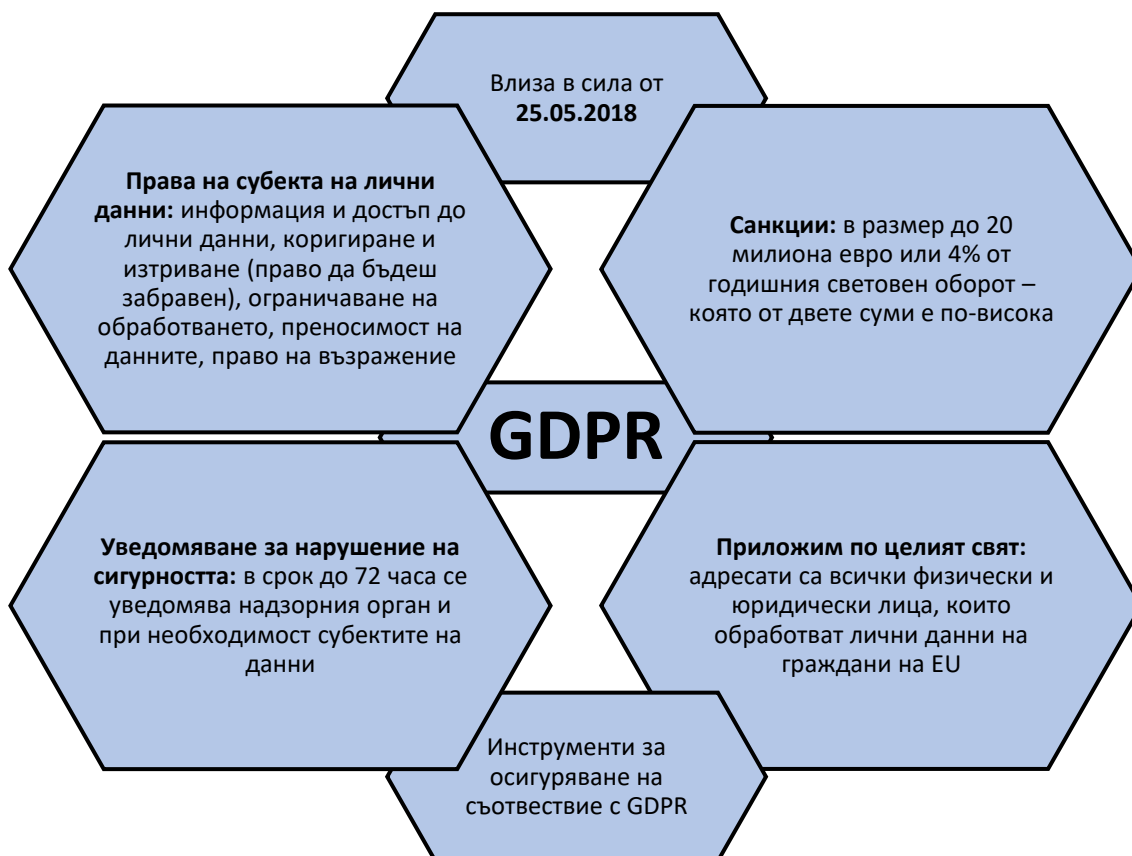 Влиза в сила от
25.05.2018
Права на субекта на лични
данни: информация и достъп до
лични данни, коригиране и
изтриване (право да бъдеш
забравен), ограничаване на
обработването, преносимост на
данните, право на възражение
Санкции: в размер до 20
милиона евро или 4% от
годишния световен оборот –
която от двете суми е по-висока
GDPR
Уведомяване за нарушение на
сигурността: в срок до 72 часа се
уведомява надзорния орган и
при необходимост субектите на
данни
Приложим по целият свят:
адресати са всички физически и
юридически лица, които
обработват лични данни на
граждани на EU
Инструменти за
осигуряване на
съотвествие с GDPR